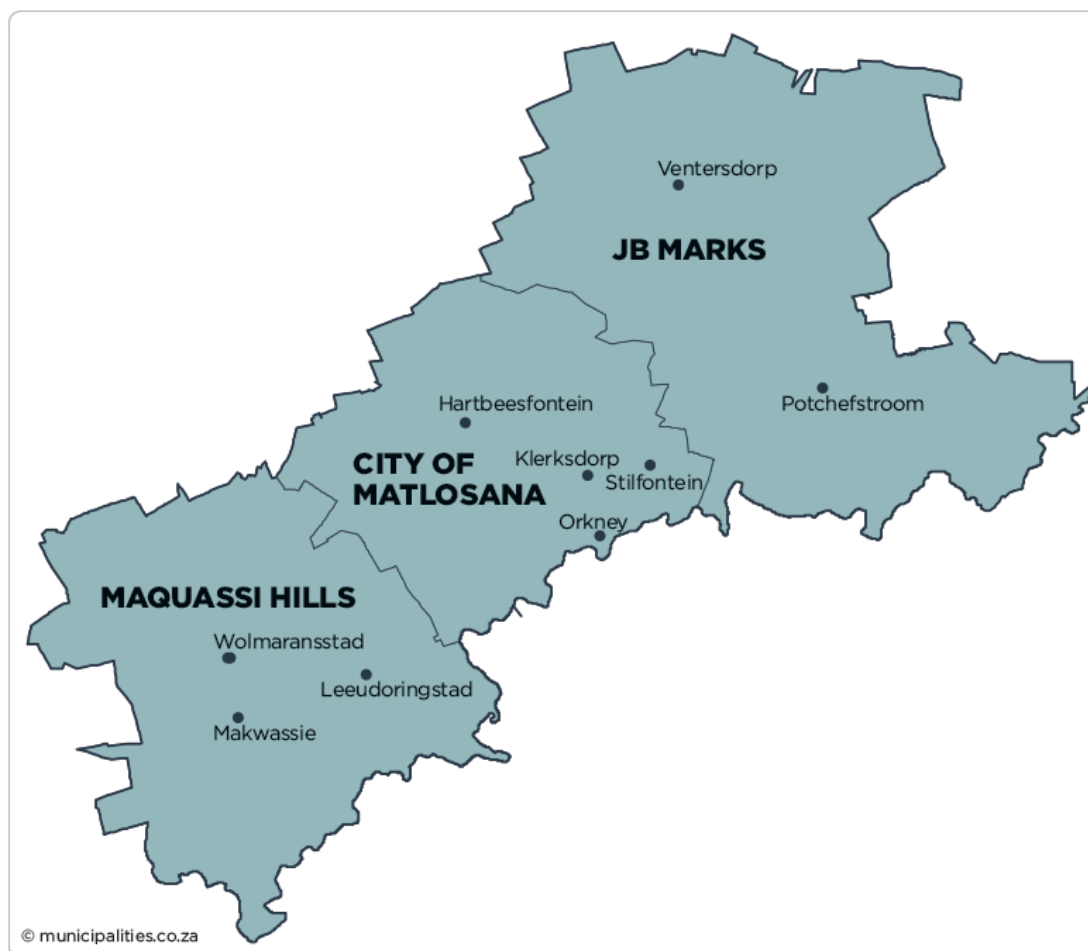 Ventersdorp
JB MARKS
Potchefstroom
Hartbeesfontein
CITY OF
MATLOSANA
Klerksdorp
Stilfontein
Orkney
MAQUASSI HILLS
Wolmaransstad
Leeudoringstad
Makwassie
© municipalities.co.za